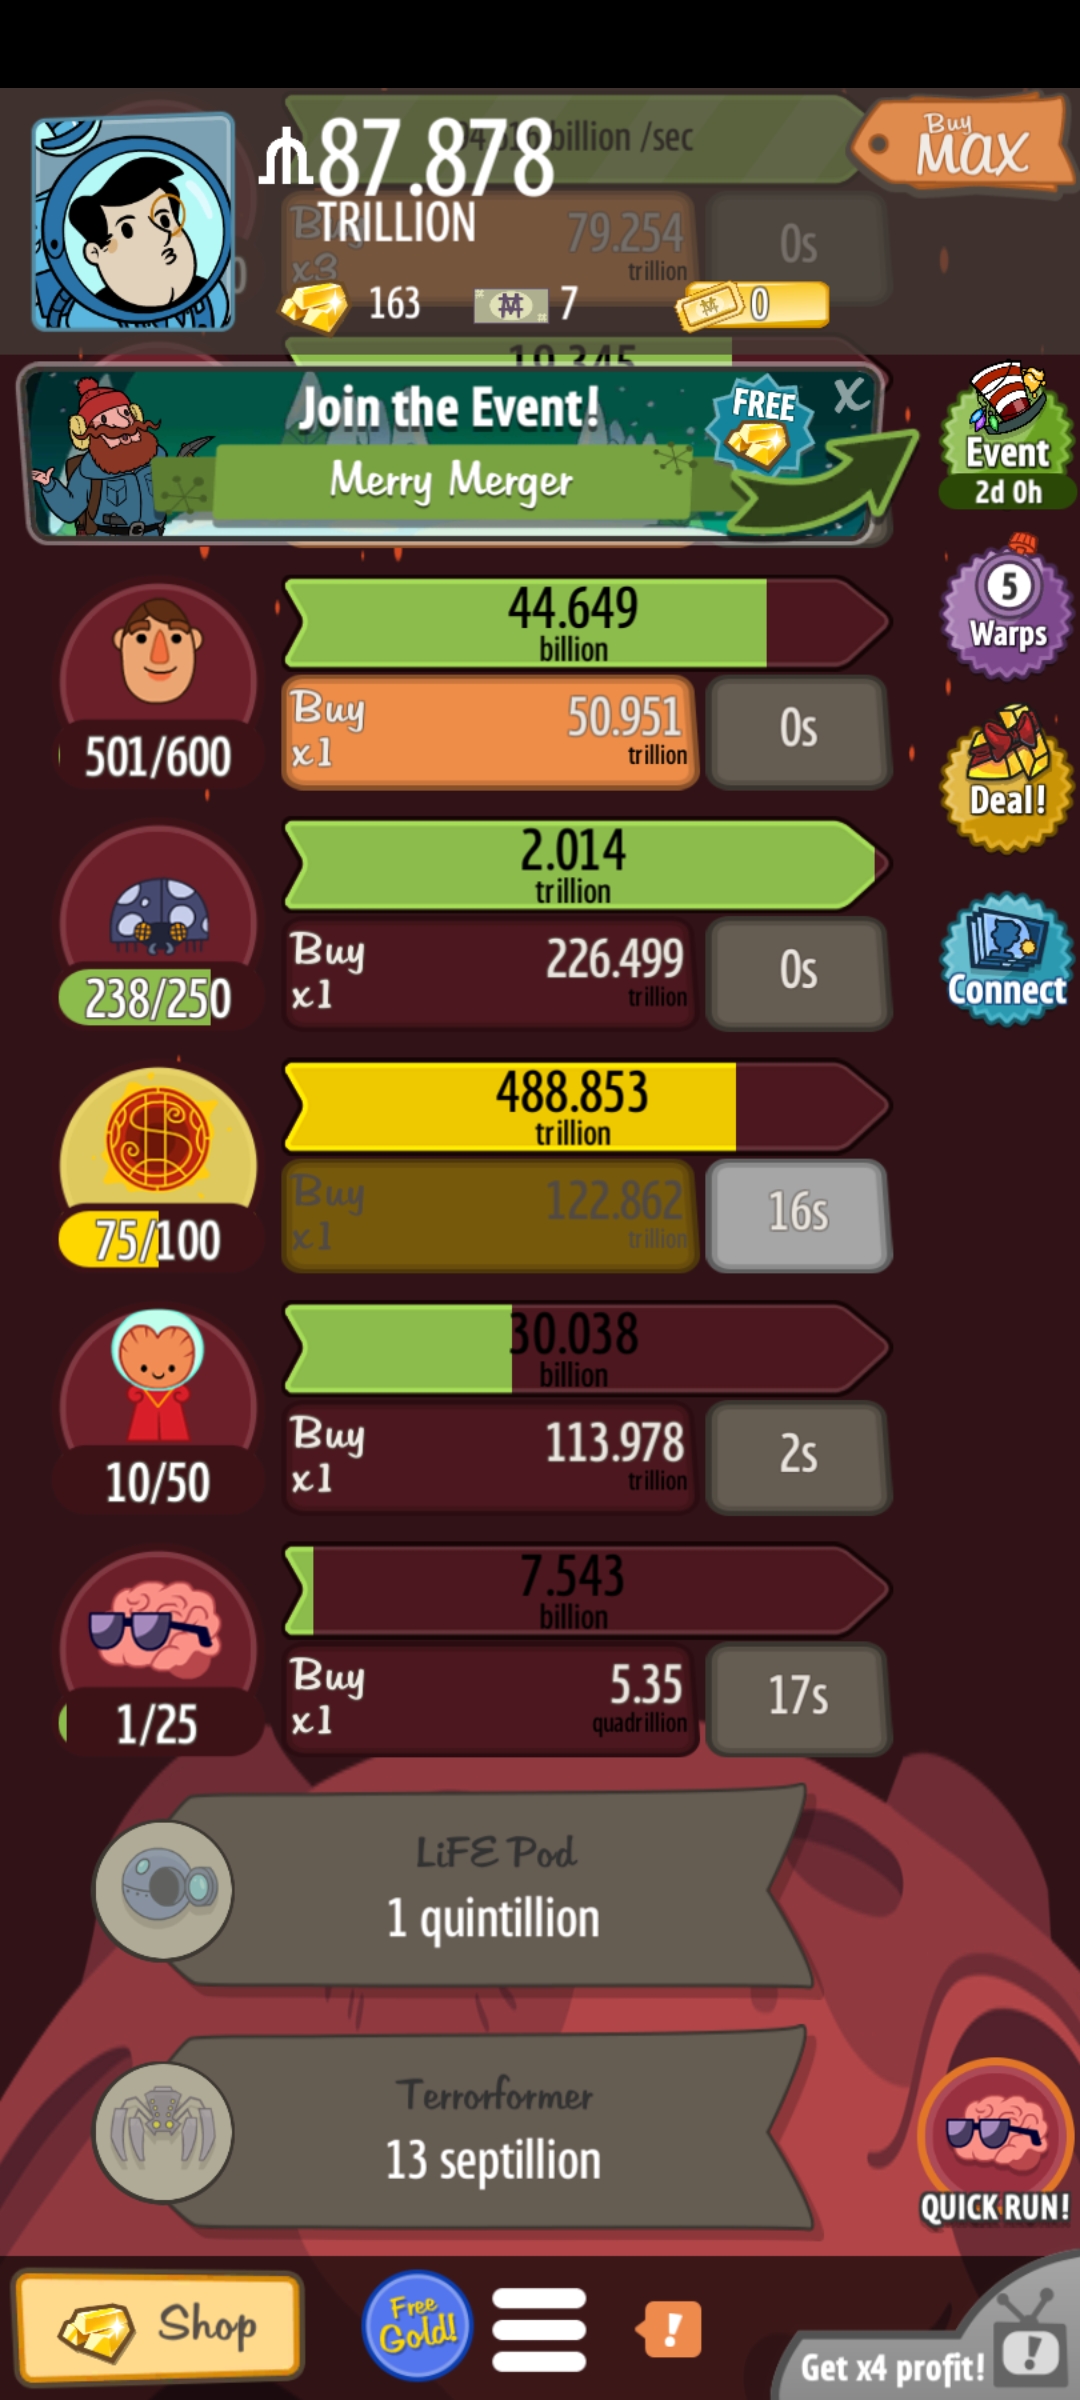 87.878
TRILLION
billion /sec
Buy
MAX
Buy
x3
79.254
trillion
0s
163
7
0
Join the Event!
FREE
X
Merry Merger
Event
2d 0h
44.649
billion
5
Warps
Buy
x1
50.951
trillion
0s
501/600
Deal!
2.014
trillion
Buy
x1
226.499
trillion
0s
238/250
Connect
488.853
trillion
Buy
x1
122.862
trillion
16s
75/100
30.038
billion
Buy
x1
113.978
trillion
2s
10/50
7.543
billion
Buy
x1
5.35
quadrillion
17s
1/25
LiFE Pod
1 quintillion
Terrorformer
13 septillion
QUICK RUN!
Shop
Free
Gold!
!
Get x4 profit!
!